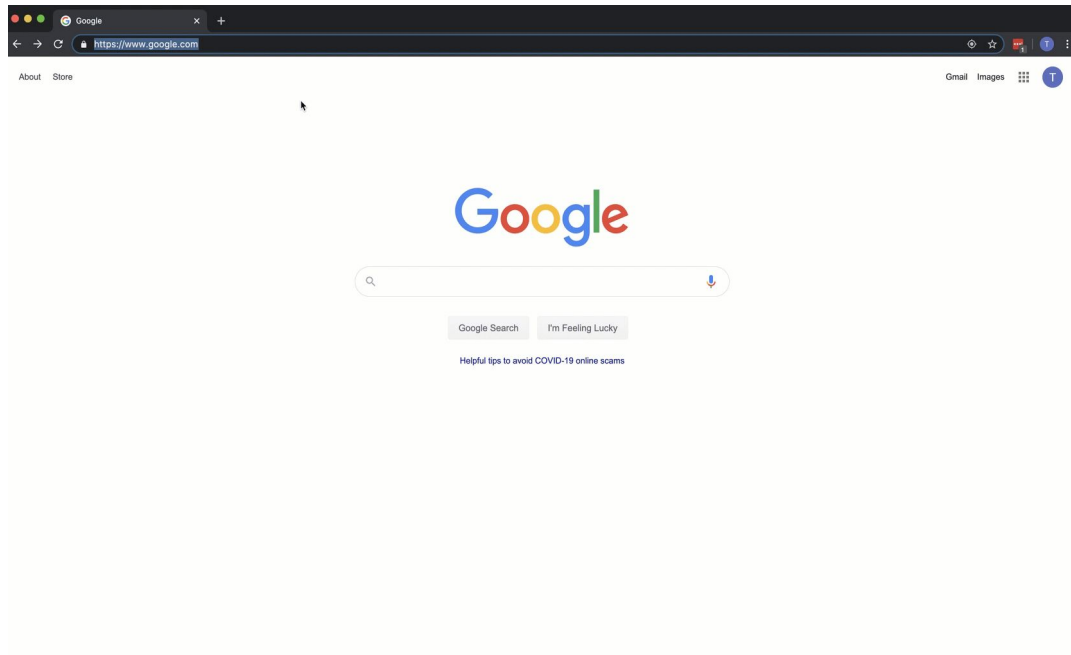 Google
https://www.google.com
T
About Store
Gmail Images
T
Google
Google Search I'm Feeling Lucky
Helpful tips to avoid COVID-19 online scams